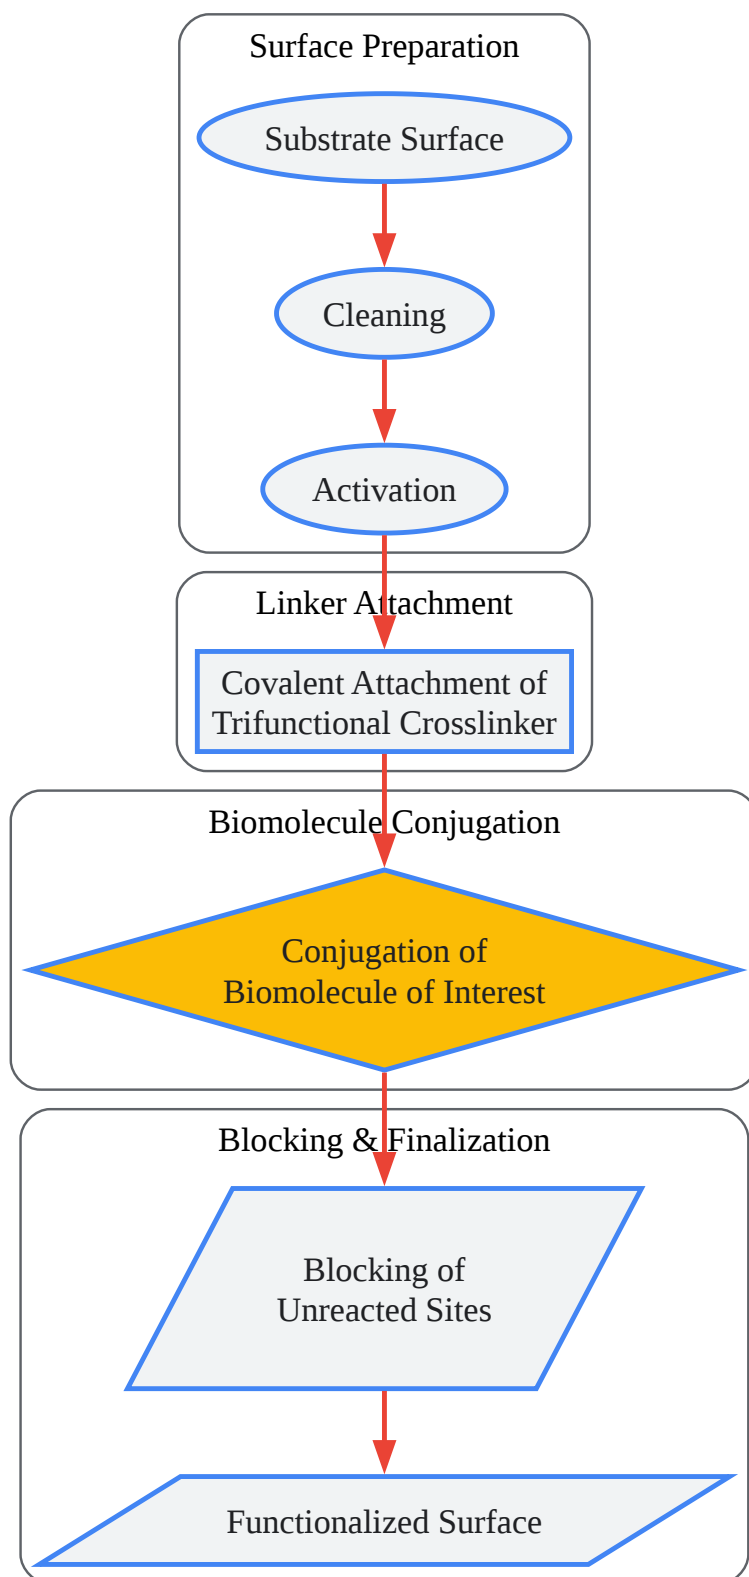 Surface Preparation
Substrate Surface
Cleaning
Activation
Linker Attachment
Covalent Attachment of
Trifunctional Crosslinker
Biomolecule Conjugation
Conjugation of
Biomolecule of Interest
Blocking & Finalization
Blocking of
Unreacted Sites
Functionalized Surface